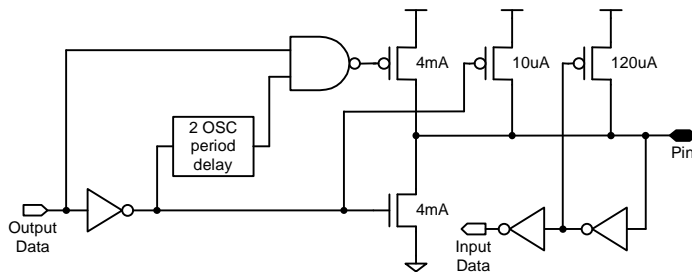 4mA
10uA
120uA
2 OSC
period
delay
Pin
4mA
Output
Data
Input
Data